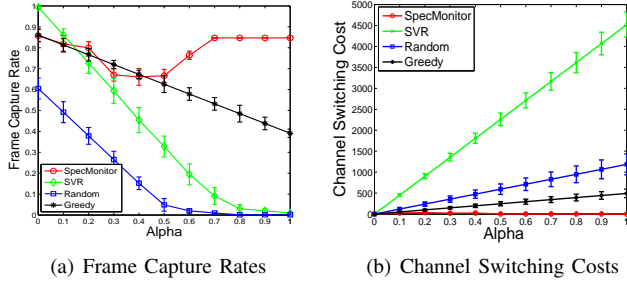 Frame Capture Rate
1
0.9
0.8
0.7
0.6
0.5
0.4
0.3
0.2
0.1
0
SpecMonitor
SVR
Random
Greedy
0 0.1 0.2 0.3 0.4 0.5 0.6 0.7 0.8 0.9 1
Alpha
(a) Frame Capture Rates
Channel Switching Cost
5000
4500
4000
3500
3000
2500
2000
1500
1000
500
0
SpecMonitor
SVR
Random
Greedy
0 0.1 0.2 0.3 0.4 0.5 0.6 0.7 0.8 0.9 1
Alpha
(b) Channel Switching Costs